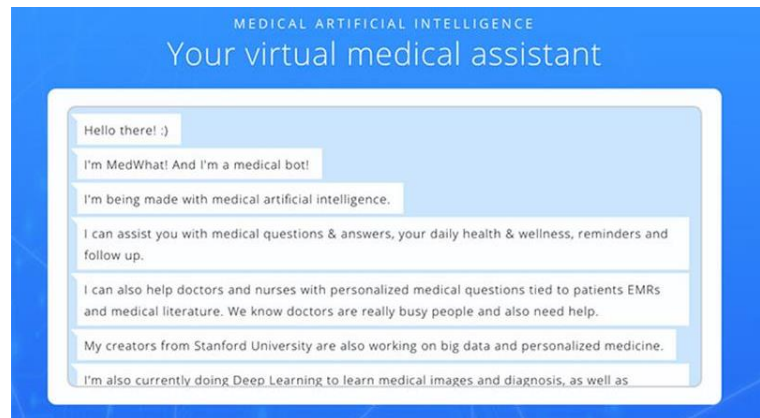 MEDICAL ARTIFICIAL INTELLIGENCE
Your virtual medical assistant
Hello there! :)
I'm MedWhat! And I'm a medical bot!
I'm being made with medical artificial intelligence.
I can assist you with medical questions & answers, your daily health & wellness, reminders and
follow up.
I can also help doctors and nurses with personalized medical questions tied to patients EMRs
and medical literature. We know doctors are really busy people and also need help.
My creators from Stanford University are also working on big data and personalized medicine.
I'm also currently doing Deep Learning to learn medical images and diagnosis, as well as